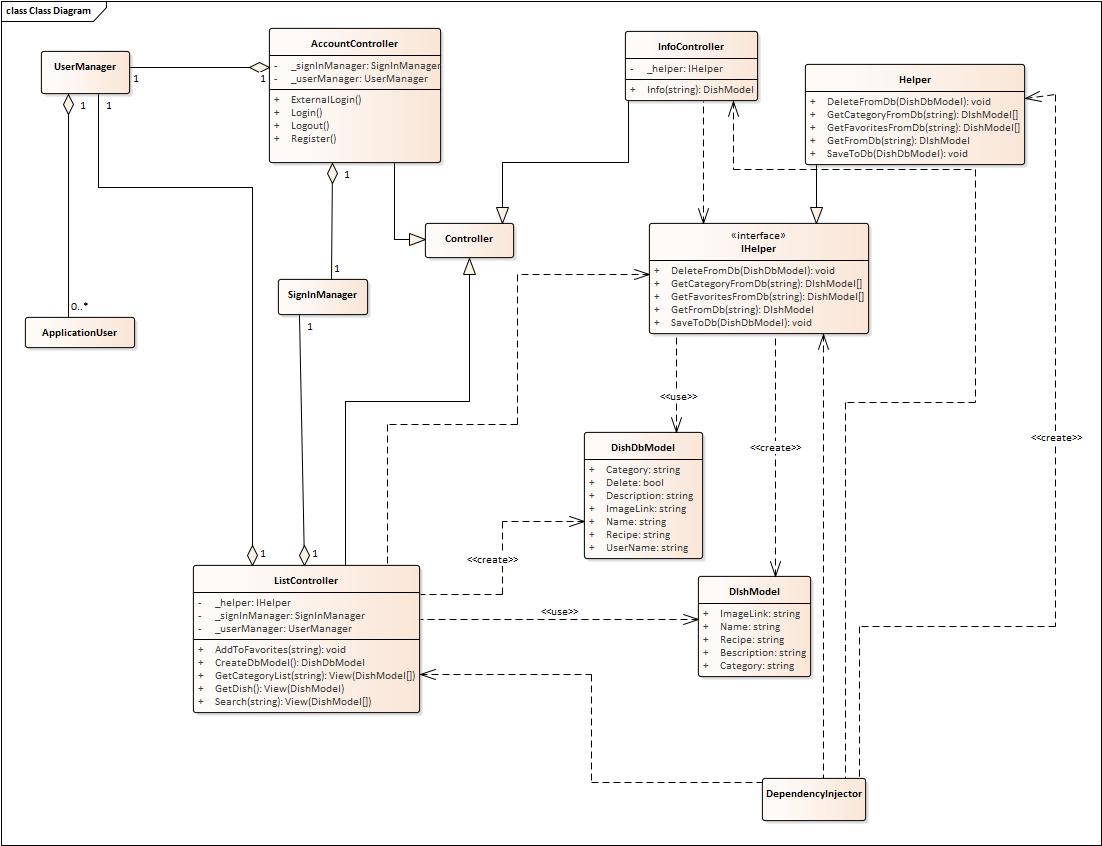 class Class Diagram
UserManager
1
1
1
1
AccountController
- _signInManager: SignInManager
- _userManager: UserManager
+ ExternalLogin()
+ Login()
+ Logout()
+ Register()
1
InfoController
- _helper: IHelper
+ Info(string): DishModel
Helper
+ DeleteFromDb(DishDbModel): void
+ GetCategoryFromDb(string): DIshModel[]
+ GetFavoritesFromDb(string): DishModel[]
+ GetFromDb(string): DIshModel
+ SaveToDb(DishDbModel): void
Controller
«interface»
IHelper
+ DeleteFromDb(DishDbModel): void
+ GetCategoryFromDb(string): DIshModel[]
+ GetFavoritesFromDb(string): DishModel[]
+ GetFromDb(string): DIshModel
+ SaveToDb(DishDbModel): void
1
SignInManager
1
0..*
ApplicationUser
<<use>>
<<create>>
<<create>>
DishDbModel
+ Category: string
+ Delete: bool
+ Description: string
+ ImageLink: string
+ Name: string
+ Recipe: string
+ UserName: string
1
1
<<create>>
ListController
- _helper: IHelper
- _signInManager: SignInManager
- _userManager: UserManager
+ AddToFavorites(string): void
+ CreateDbModel(): DishDbModel
+ GetCategoryList(string): View(DishModel[])
+ GetDish(): View(DishModel)
+ Search(string): View(DishModel[])
<<use>>
DIshModel
+ ImageLink: string
+ Name: string
+ Recipe: string
+ Bescription: string
+ Category: string
DependencyInjector